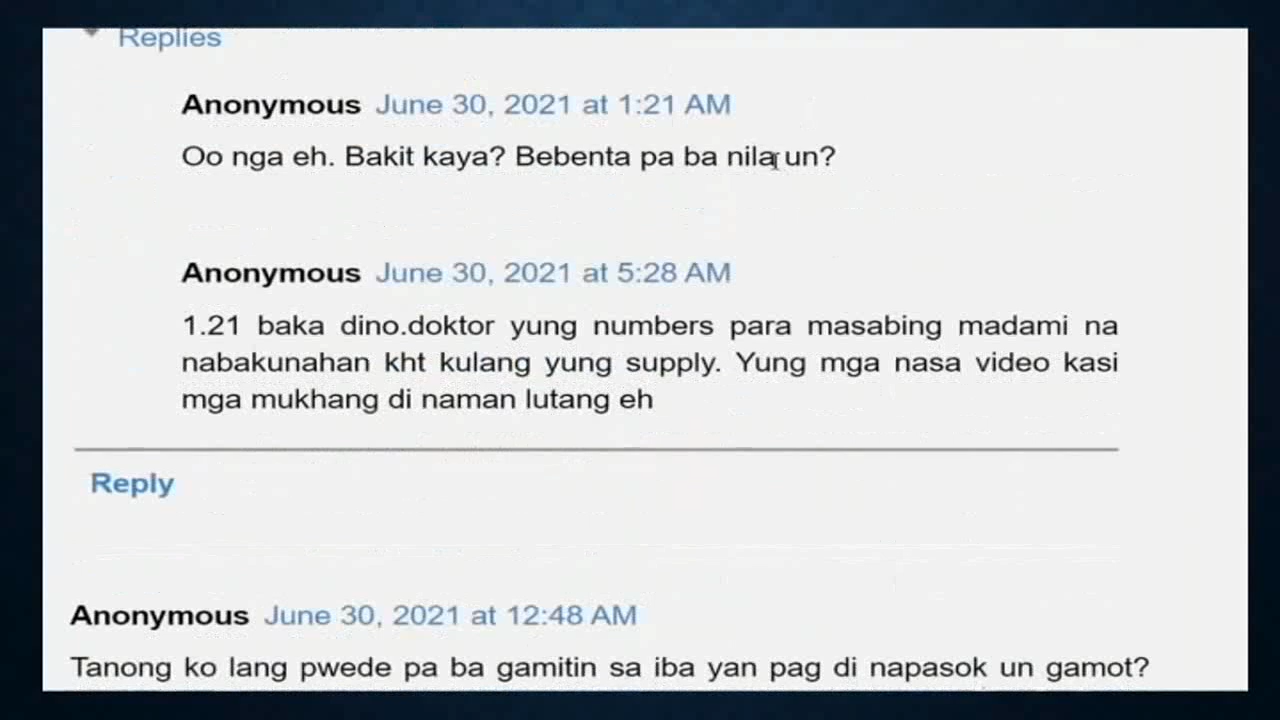 Replies
Anonymous June 30, 2021 at 1:21 AM
Oo nga eh. Bakit kaya? Bebenta pa ba nila un?
Anonymous June 30, 2021 at 5:28 AM
1.21 baka dino.doktor yung numbers para masabing madami na
nabakunahan kht kulang yung supply. Yung mga nasa video kasi
mga mukhang di naman lutang eh
Reply
Anonymous June 30, 2021 at 12:48 AM
Tanong ko lang pwede pa ba gamitin sa iba yan pag di napasok un gamot?